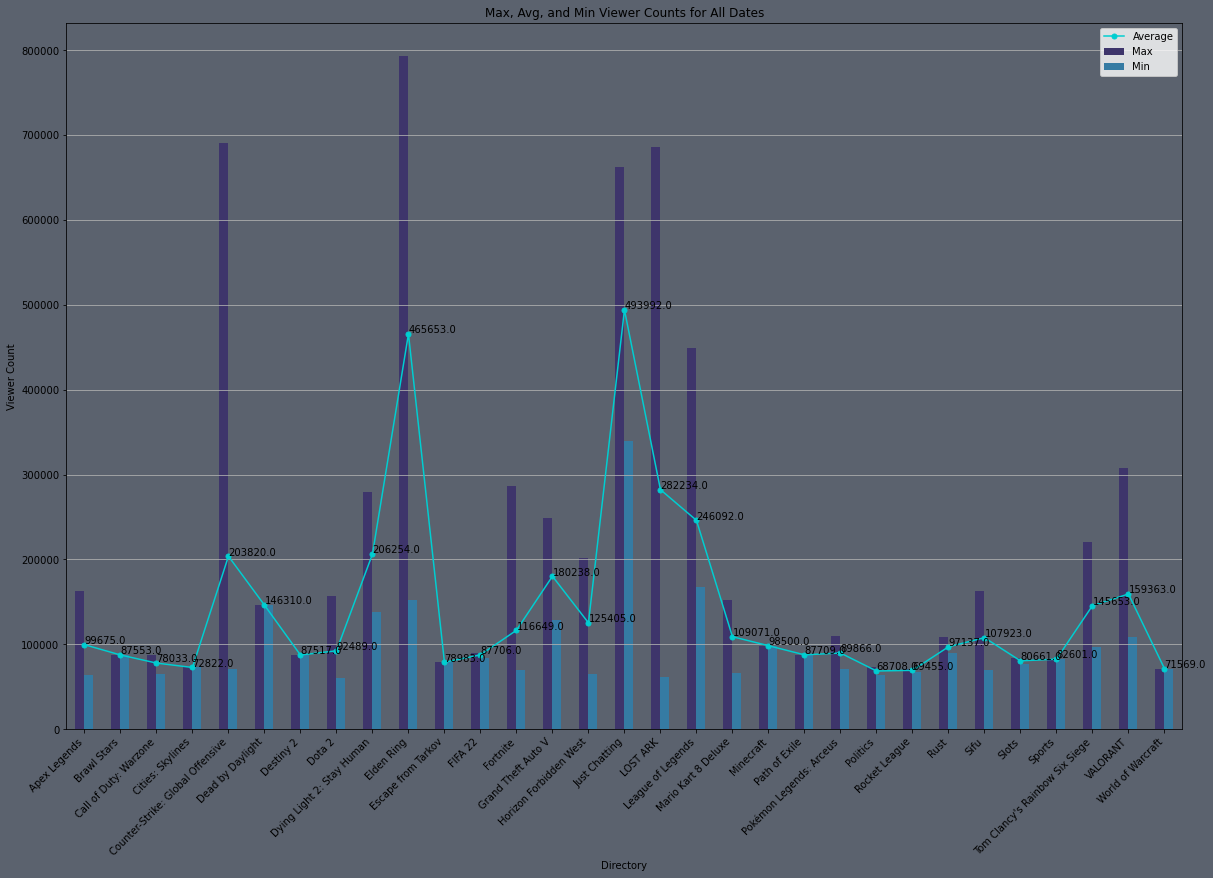 Max, Avg, and Min Viewer Counts for All Dates
Average
Max
Min
Viewer Count
800000
700000
600000
500000
400000
300000
200000
100000
0
99675.0
87553.0
78033.0
72822.0
203820.0
146310.0
87517.0
92489.0
206254.0
465653.0
78983.0
87706.0
116649.0
180238.0
125405.0
493992.0
282234.0
246092.0
109071.0
98500.0
87709.0
89866.0
68708.0
69455.0
97137.0
107923.0
80661.0
82601.0
145653.0
159363.0
71569.0
Apex Legends
Brawl Stars
Call of Duty: Warzone
Cities: Skylines
Counter-Strike: Global Offensive
Dead by Daylight
Destiny 2
Dota 2
Dying Light 2: Stay Human
Elden Ring
Escape from Tarkov
FIFA 22
Fortnite
Grand Theft Auto V
Horizon Forbidden West
Just Chatting
LOST ARK
League of Legends
Mario Kart 8 Deluxe
Minecraft
Path of Exile
Pokémon Legends: Arceus
Politics
Rocket League
Rust
Sifu
Slots
Sports
Tom Clancy's Rainbow Six Siege
VALORANT
World of Warcraft
Directory